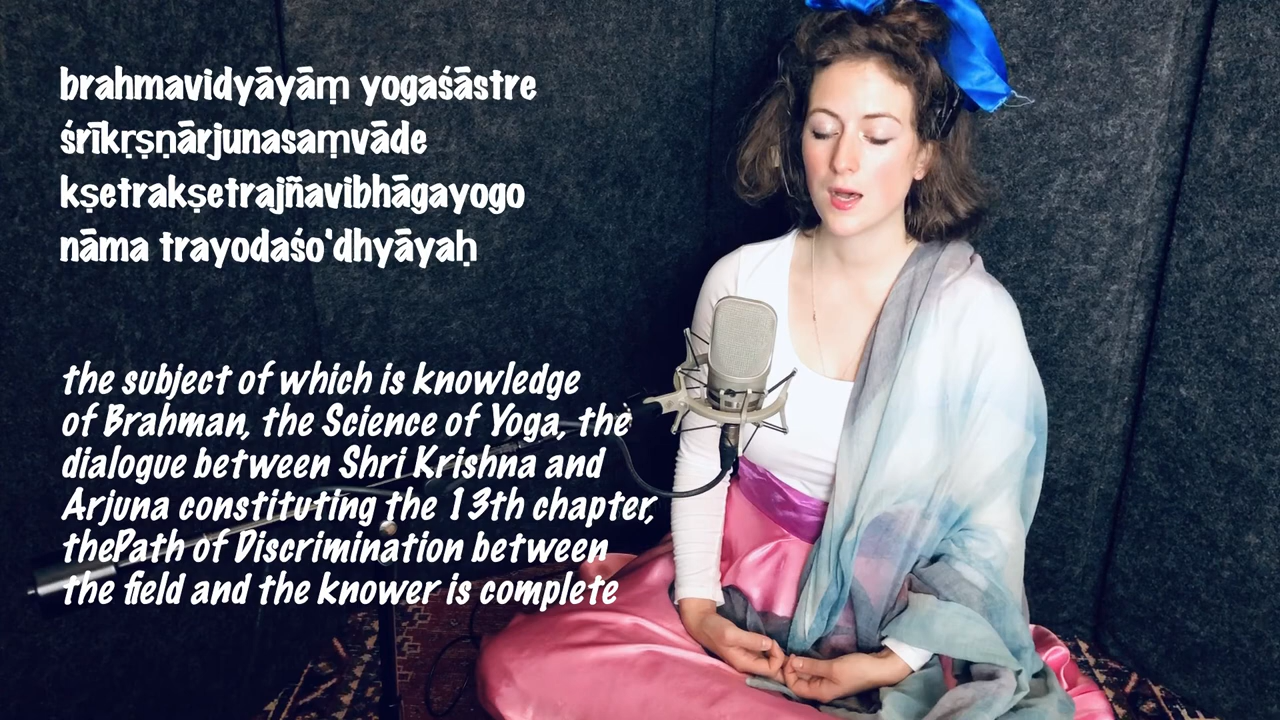 brahmavidyāyāṃ yogaśāstre
śrīkṛṣṇārjunasaṃvāde
kṣetrakṣetrajñavibhāgayogo
nāma trayodaśo'dhyāyaḥ
the subject of which is knowledge
of Brahman, the Science of Yoga, the
dialogue between Shri Krishna and
Arjuna constituting the 13th chapter,
thePath of Discrimination between
the field and the knower is complete